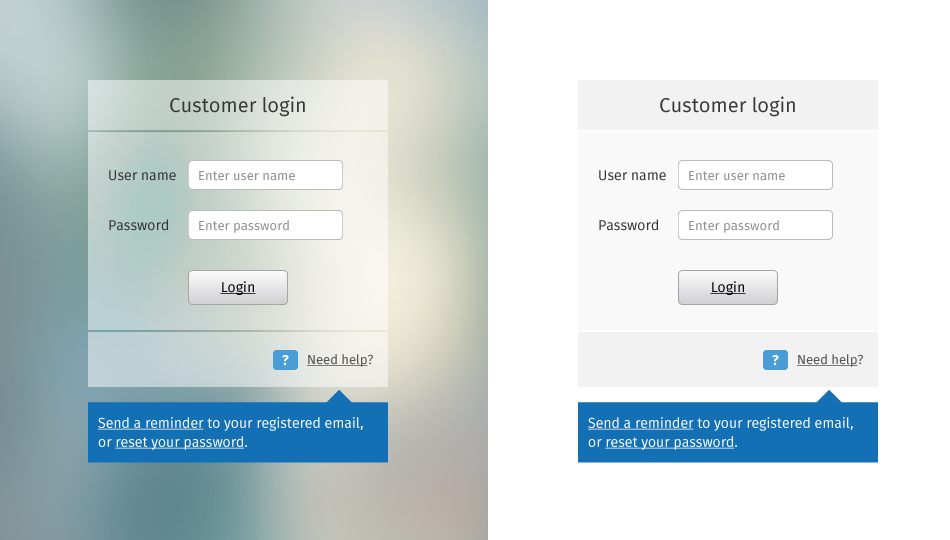 Customer login
User name
Enter user name
Password
Enter password
Login
?
Need help?
Send a reminder to your registered email,
or reset your password.
Customer login
User name
Enter user name
Password
Enter password
Login
?
Need help?
Send a reminder to your registered email,
or reset your password.